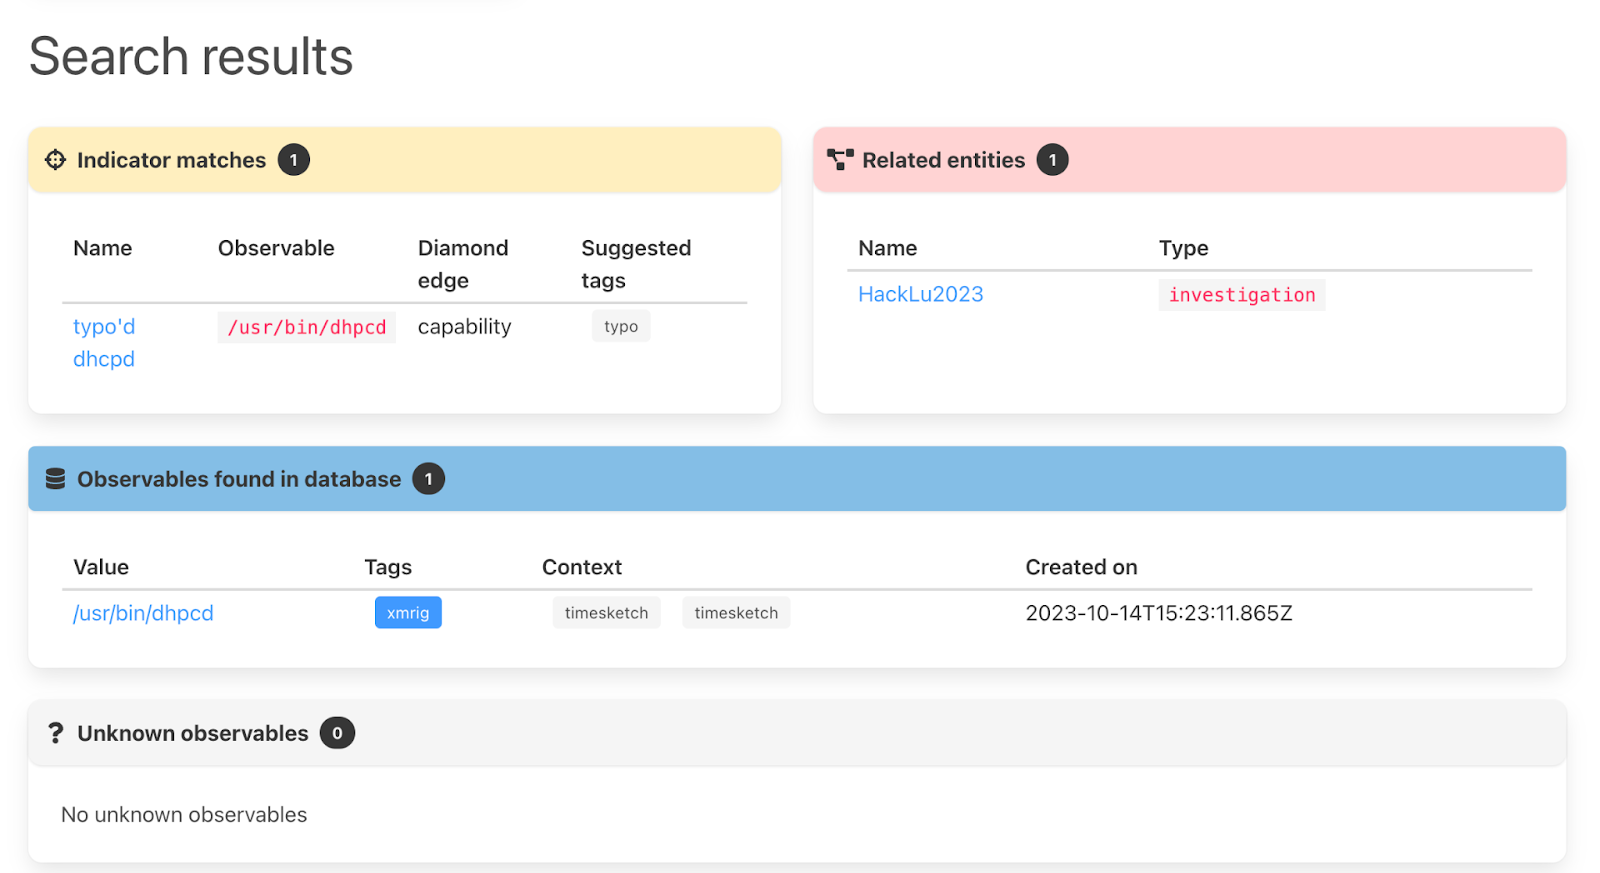 Search results
Indicator matches 1
Name Observable Diamond edge Suggested tags
typo'd dhcpd /usr/bin/dhpcd capability typo
Related entities 1
Name Type
HackLu2023 investigation
Observables found in database 1
Value Tags Context Created on
/usr/bin/dhpcd xmrig timesketch timesketch 2023-10-14T15:23:11.865Z
? Unknown observables 0
No unknown observables